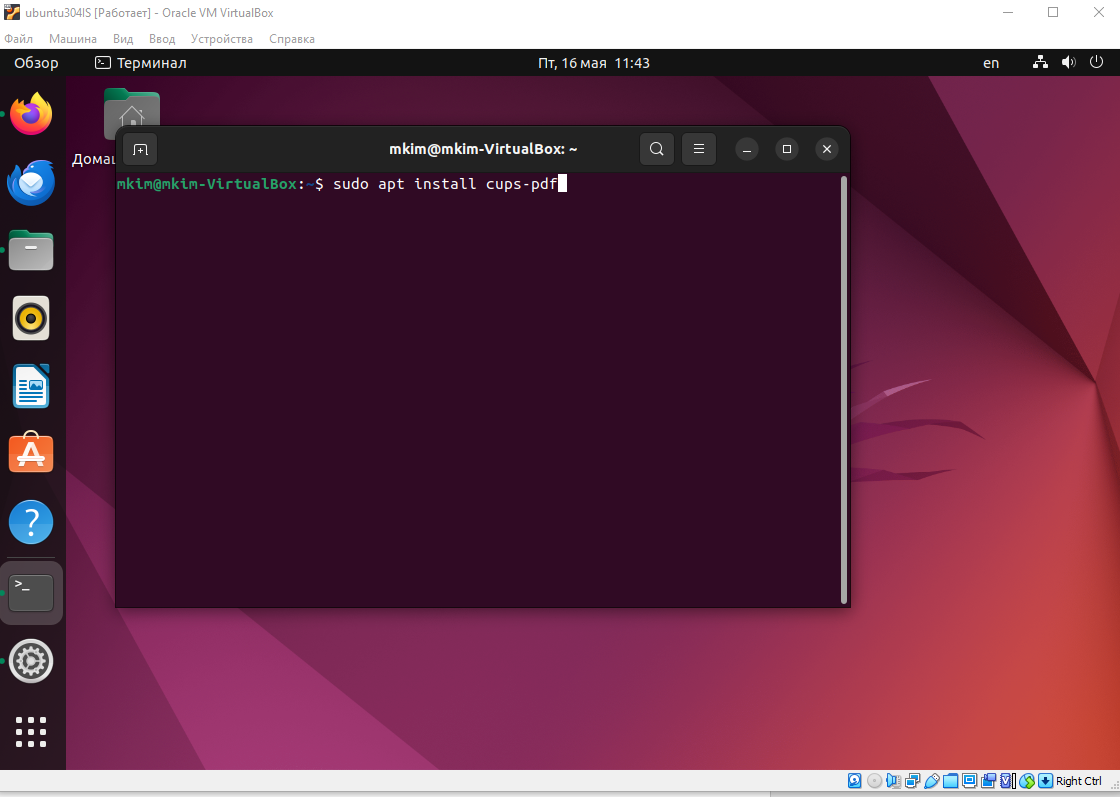 ubuntu304IS [Работает] - Oracle VM VirtualBox
Файл Машина Вид Ввод Устройства Справка
Обзор Терминал Пт, 16 мая 11:43 en
Домаш
mkim@mkim-VirtualBox: ~
mkim@mkim-VirtualBox:~$ sudo apt install cups-pdf
Right Ctrl